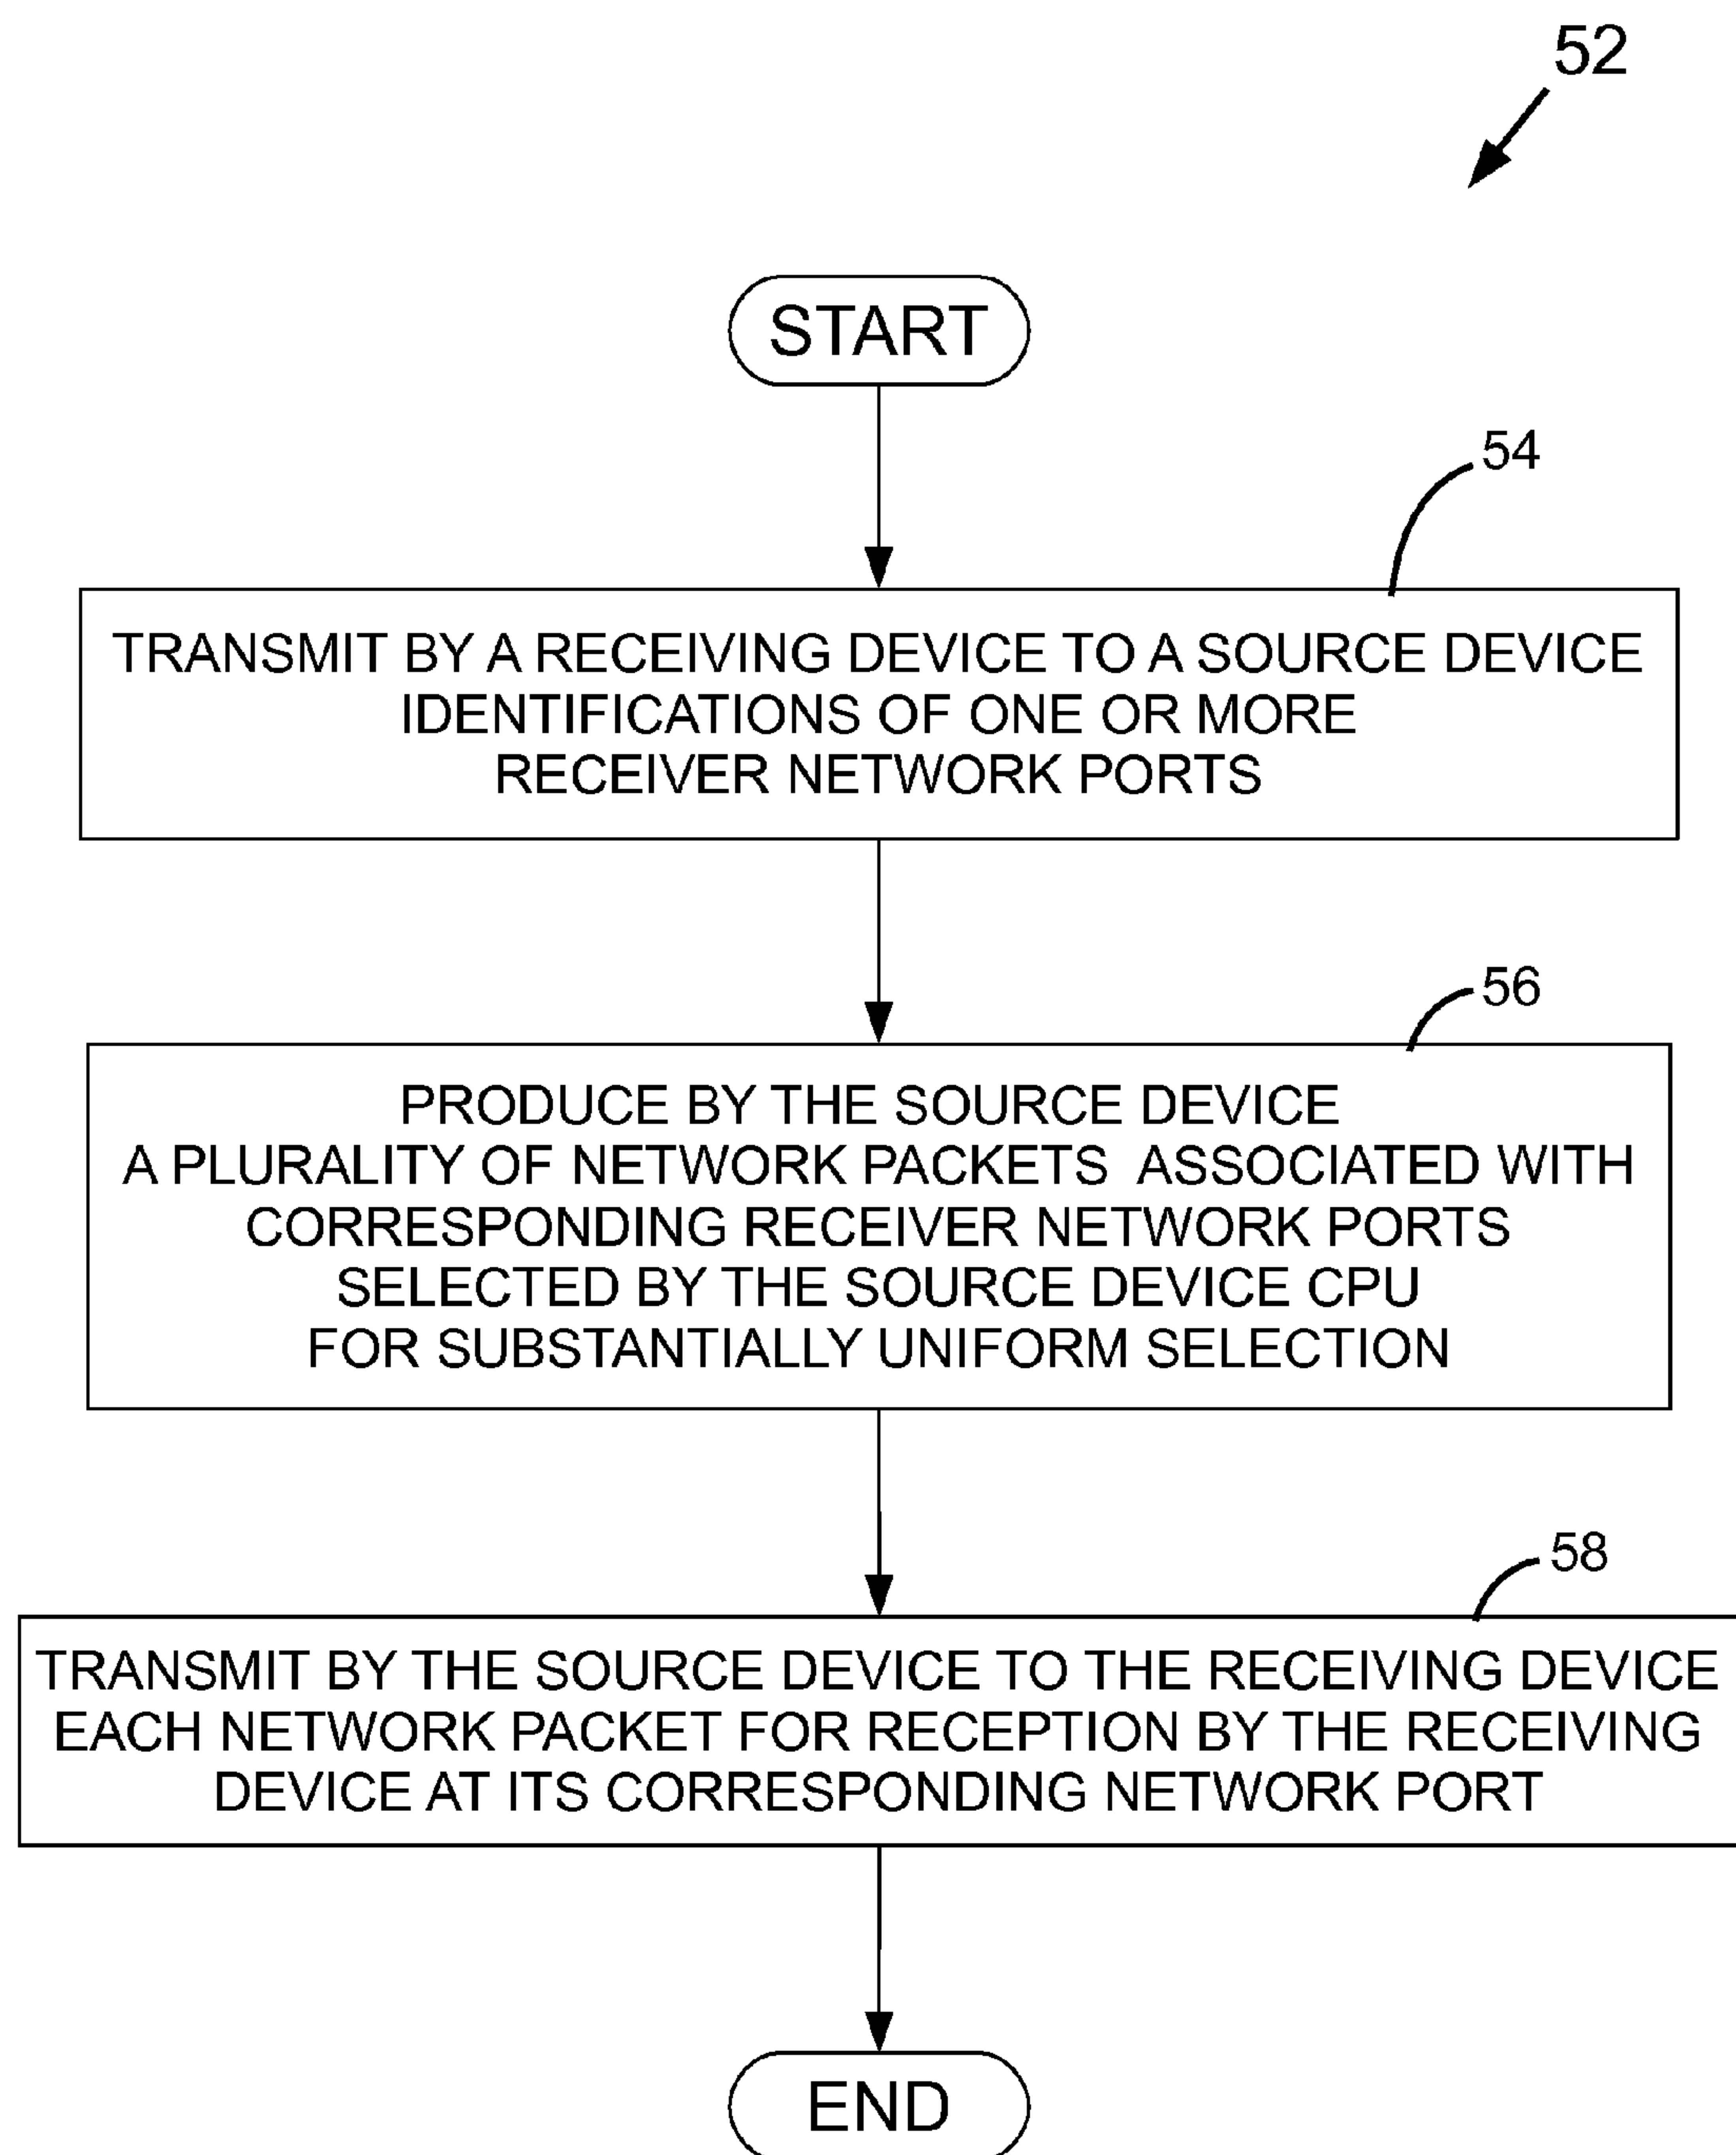 52
START
54
TRANSMIT BY A RECEIVING DEVICE TO A SOURCE DEVICE
IDENTIFICATIONS OF ONE OR MORE
RECEIVER NETWORK PORTS
56
PRODUCE BY THE SOURCE DEVICE
A PLURALITY OF NETWORK PACKETS ASSOCIATED WITH
CORRESPONDING RECEIVER NETWORK PORTS
SELECTED BY THE SOURCE DEVICE CPU
FOR SUBSTANTIALLY UNIFORM SELECTION
58
TRANSMIT BY THE SOURCE DEVICE TO THE RECEIVING DEVICE
EACH NETWORK PACKET FOR RECEPTION BY THE RECEIVING
DEVICE AT ITS CORRESPONDING NETWORK PORT
END